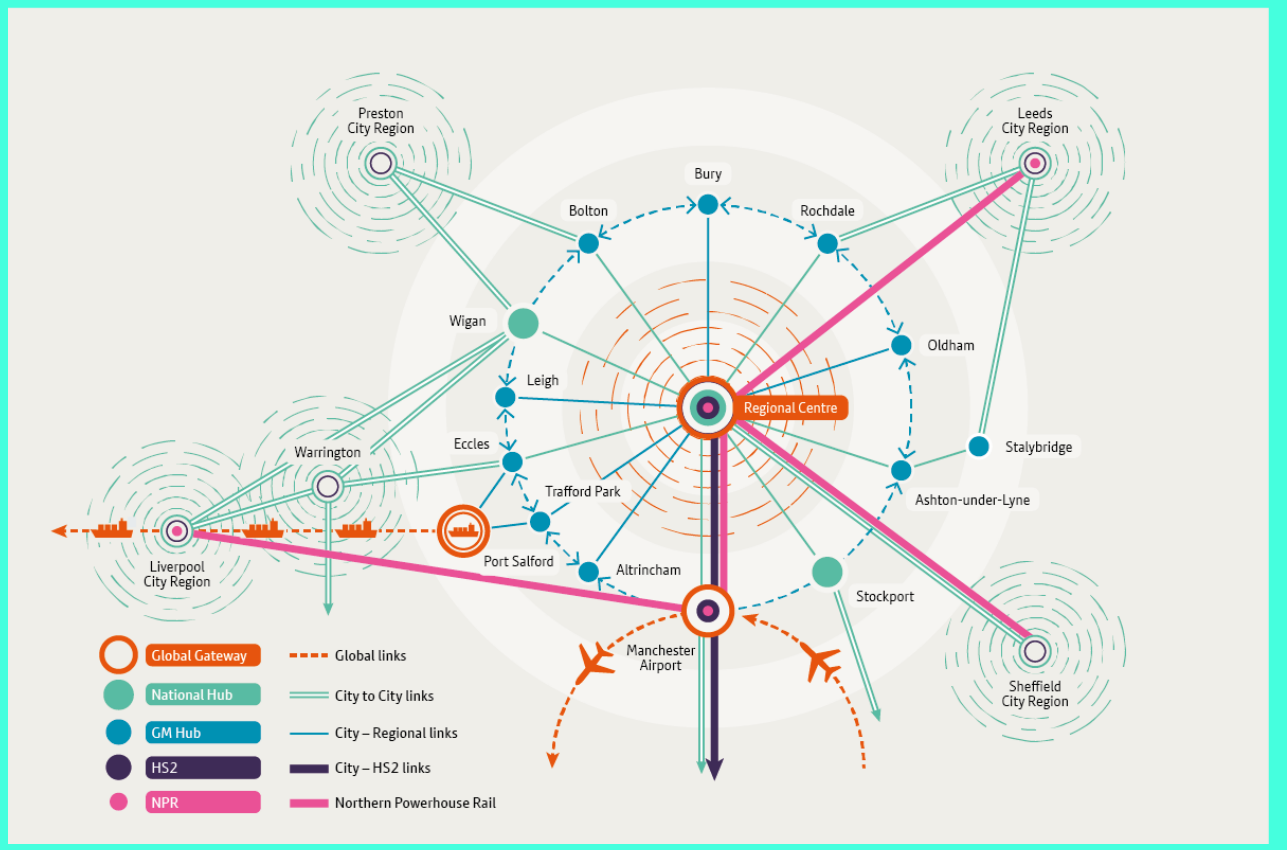 Preston
City Region
Leeds
City Region
Bury
Bolton
Rochdale
Wigan
Oldham
Leigh
Regional Centre
Eccles
Stalybridge
Warrington
Trafford Park
Ashton-under-Lyne
Port Salford
Altrincham
Liverpool
City Region
Stockport
Manchester
Airport
Sheffield
City Region
Global Gateway
Global links
National Hub
City to City links
GM Hub
City – Regional links
HS2
City – HS2 links
NPR
Northern Powerhouse Rail